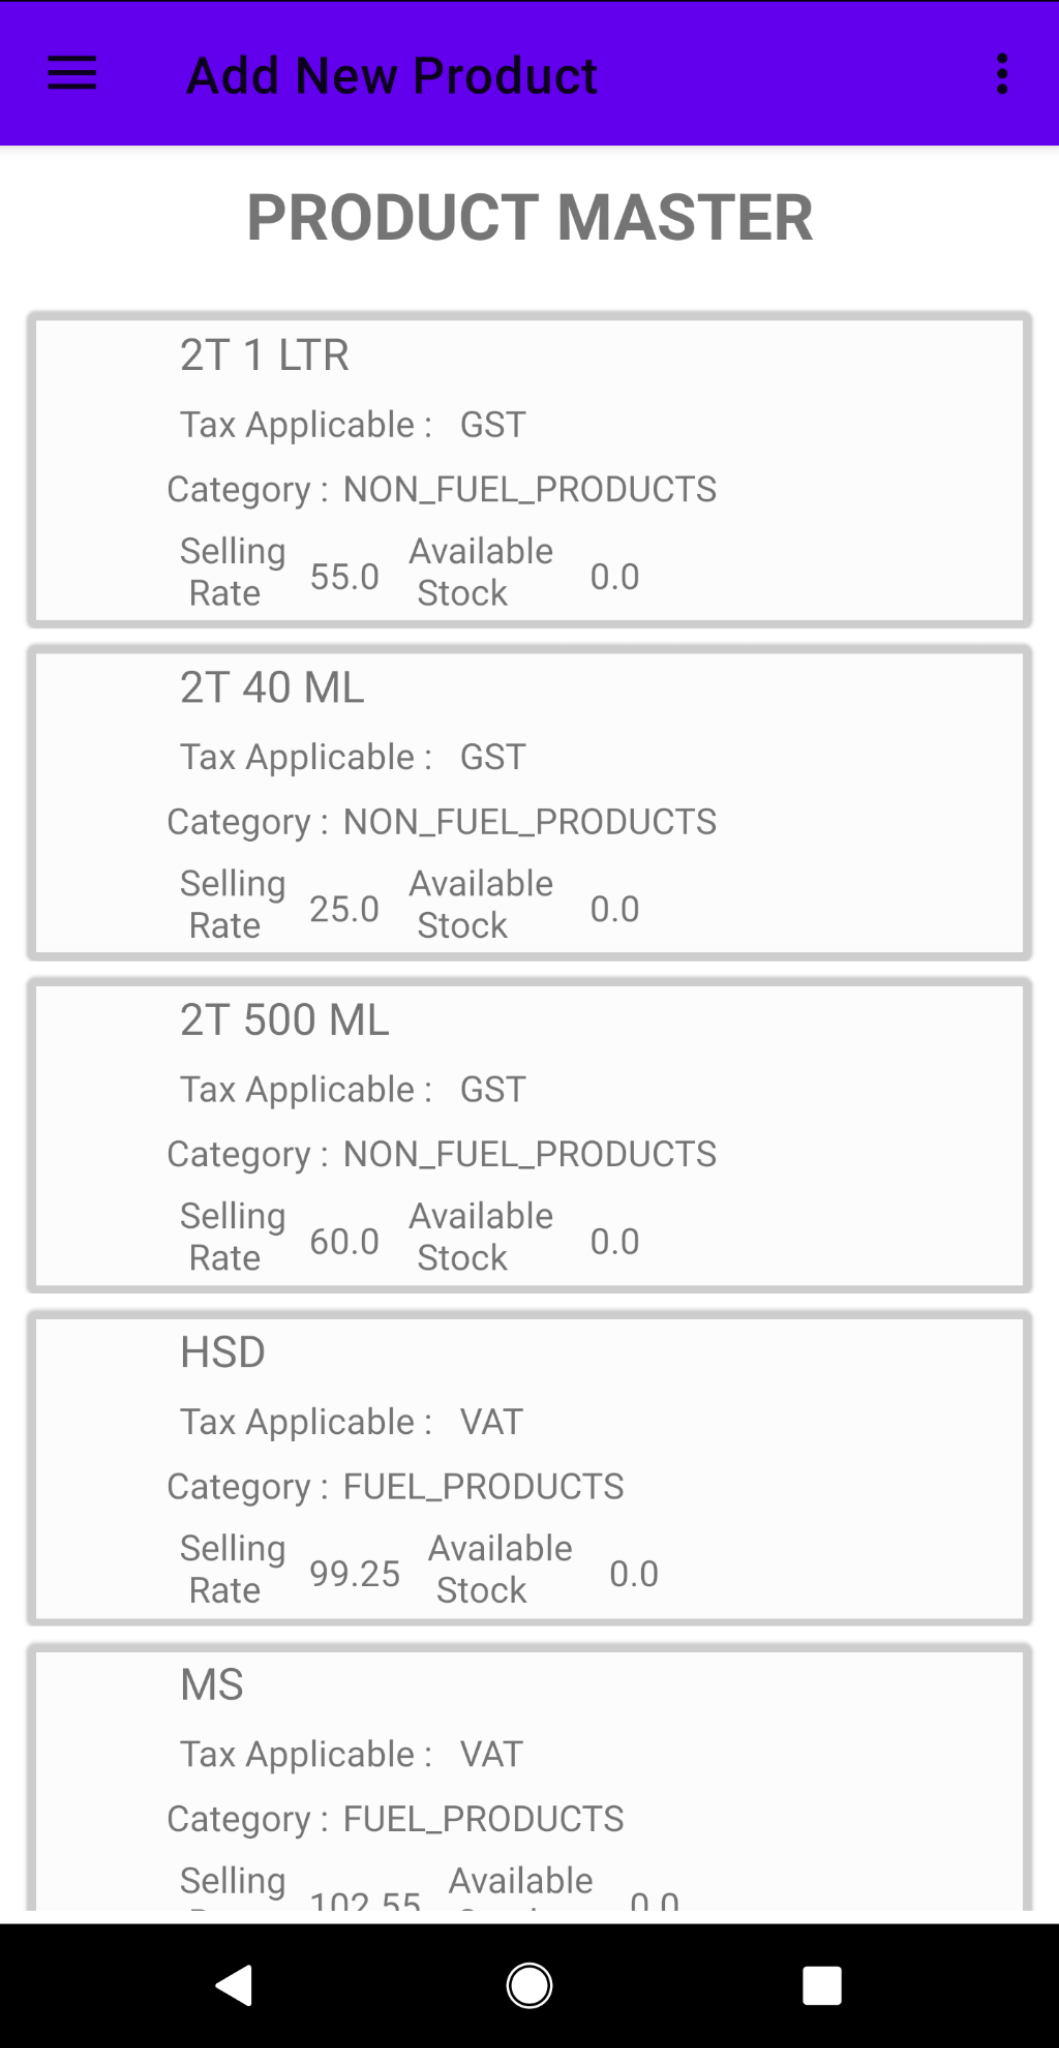 Add New Product
PRODUCT MASTER
2T 1 LTR
Tax Applicable : GST
Category : NON_FUEL_PRODUCTS
Selling Rate 55.0 Available Stock 0.0
2T 40 ML
Tax Applicable : GST
Category : NON_FUEL_PRODUCTS
Selling Rate 25.0 Available Stock 0.0
2T 500 ML
Tax Applicable : GST
Category : NON_FUEL_PRODUCTS
Selling Rate 60.0 Available Stock 0.0
HSD
Tax Applicable : VAT
Category : FUEL_PRODUCTS
Selling Rate 99.25 Available Stock 0.0
MS
Tax Applicable : VAT
Category : FUEL_PRODUCTS
Selling 102.55 Available 0.0